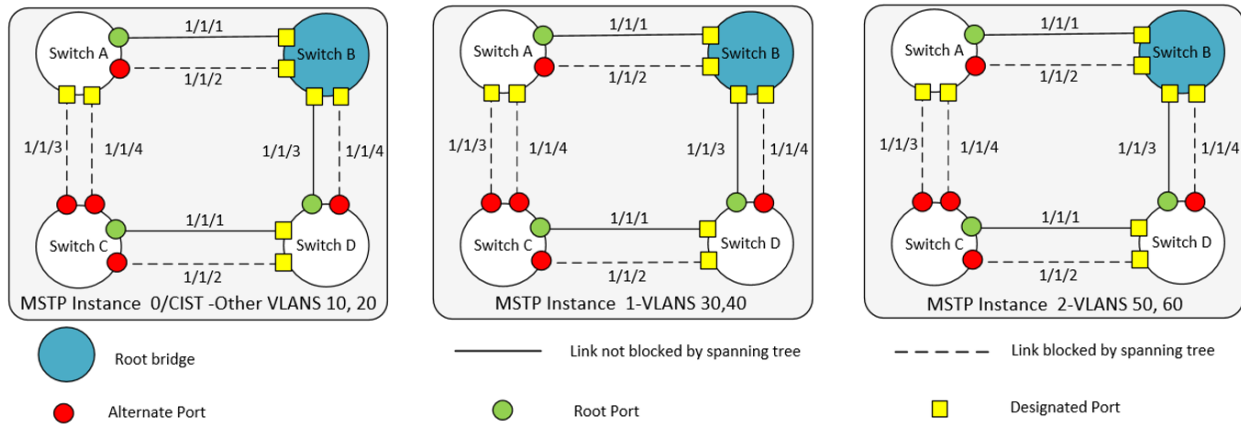 1/1/1
Switch A
Switch B
1/1/2
1/1/3
1/1/4
1/1/3
1/1/4
1/1/1
Switch C
Switch D
1/1/2
MSTP Instance 0/CIST -Other VLANS 10, 20
1/1/1
Switch A
Switch B
1/1/2
1/1/3
1/1/4
1/1/3
1/1/4
1/1/1
Switch C
Switch D
1/1/2
MSTP Instance 1-VLANS 30,40
1/1/1
Switch A
Switch B
1/1/2
1/1/3
1/1/4
1/1/3
1/1/4
1/1/1
Switch C
Switch D
1/1/2
MSTP Instance 2-VLANS 50, 60
Root bridge
Link not blocked by spanning tree
Link blocked by spanning tree
Alternate Port
Root Port
Designated Port